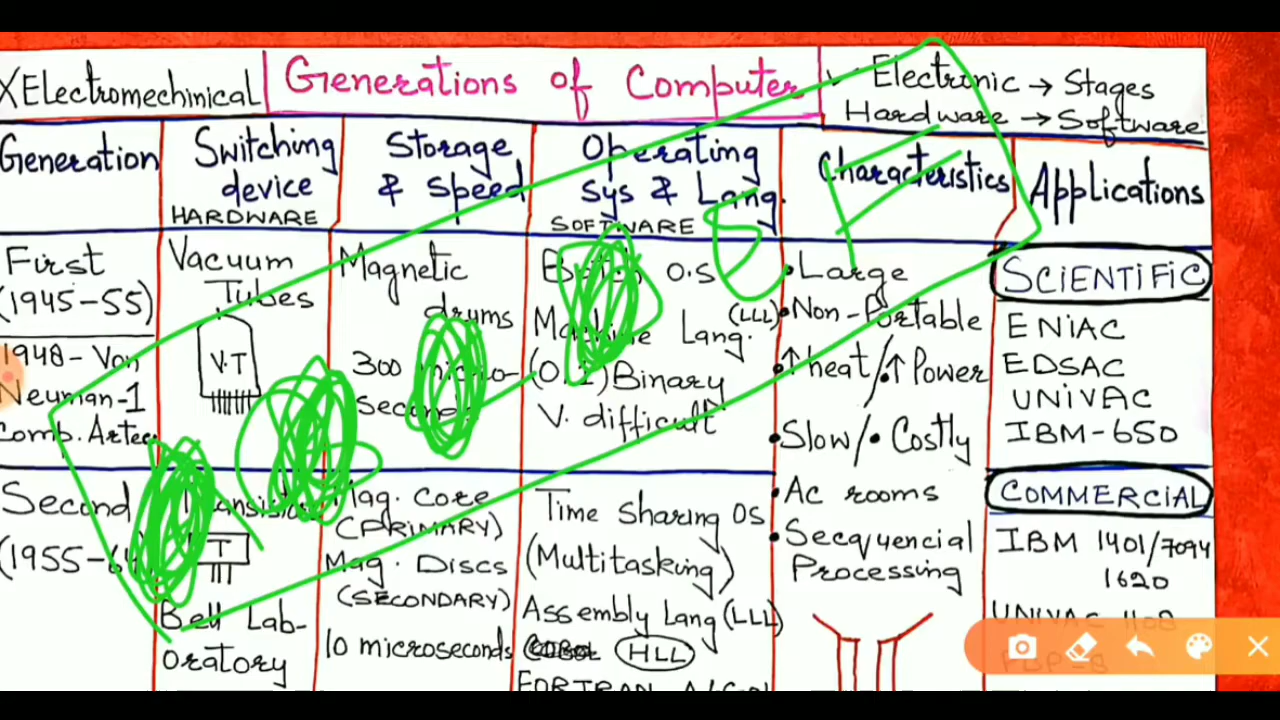 XElectromechinical
Generations of Computer
Electronic → Stages
Hardware → Software
Generation
Switching device
HARDWARE
Storage & Speed
Operating Sys & Lang.
SOFTWARE
Characteristics
Applications
First
(1945-55)
1948- Von
Neuman-1
Comp. Artec
Vacuum
Tubes
V.T
Magnetic
drums
300
seconds
O.S
Machine Lang. (LLL)
(0.1) Binary
V. difficult
• Large
• Non-Portable
• ↑ heat/• ↑ Power
• Slow/• Costly
• Ac rooms
• Secquencial
Processing
SCIENTIFIC
ENIAC
EDSAC
UNIVAC
IBM-650
Second
(1955-64
Transistor
T
Bell Lab-
oratory
Mag. core
(PRIMARY)
Mag. Discs
(SECONDARY)
10 microseconds
Time sharing OS
(Multitasking)
Assembly Lang (LLL)
HLL
COMMERCIAL
IBM 1401/7094
1620